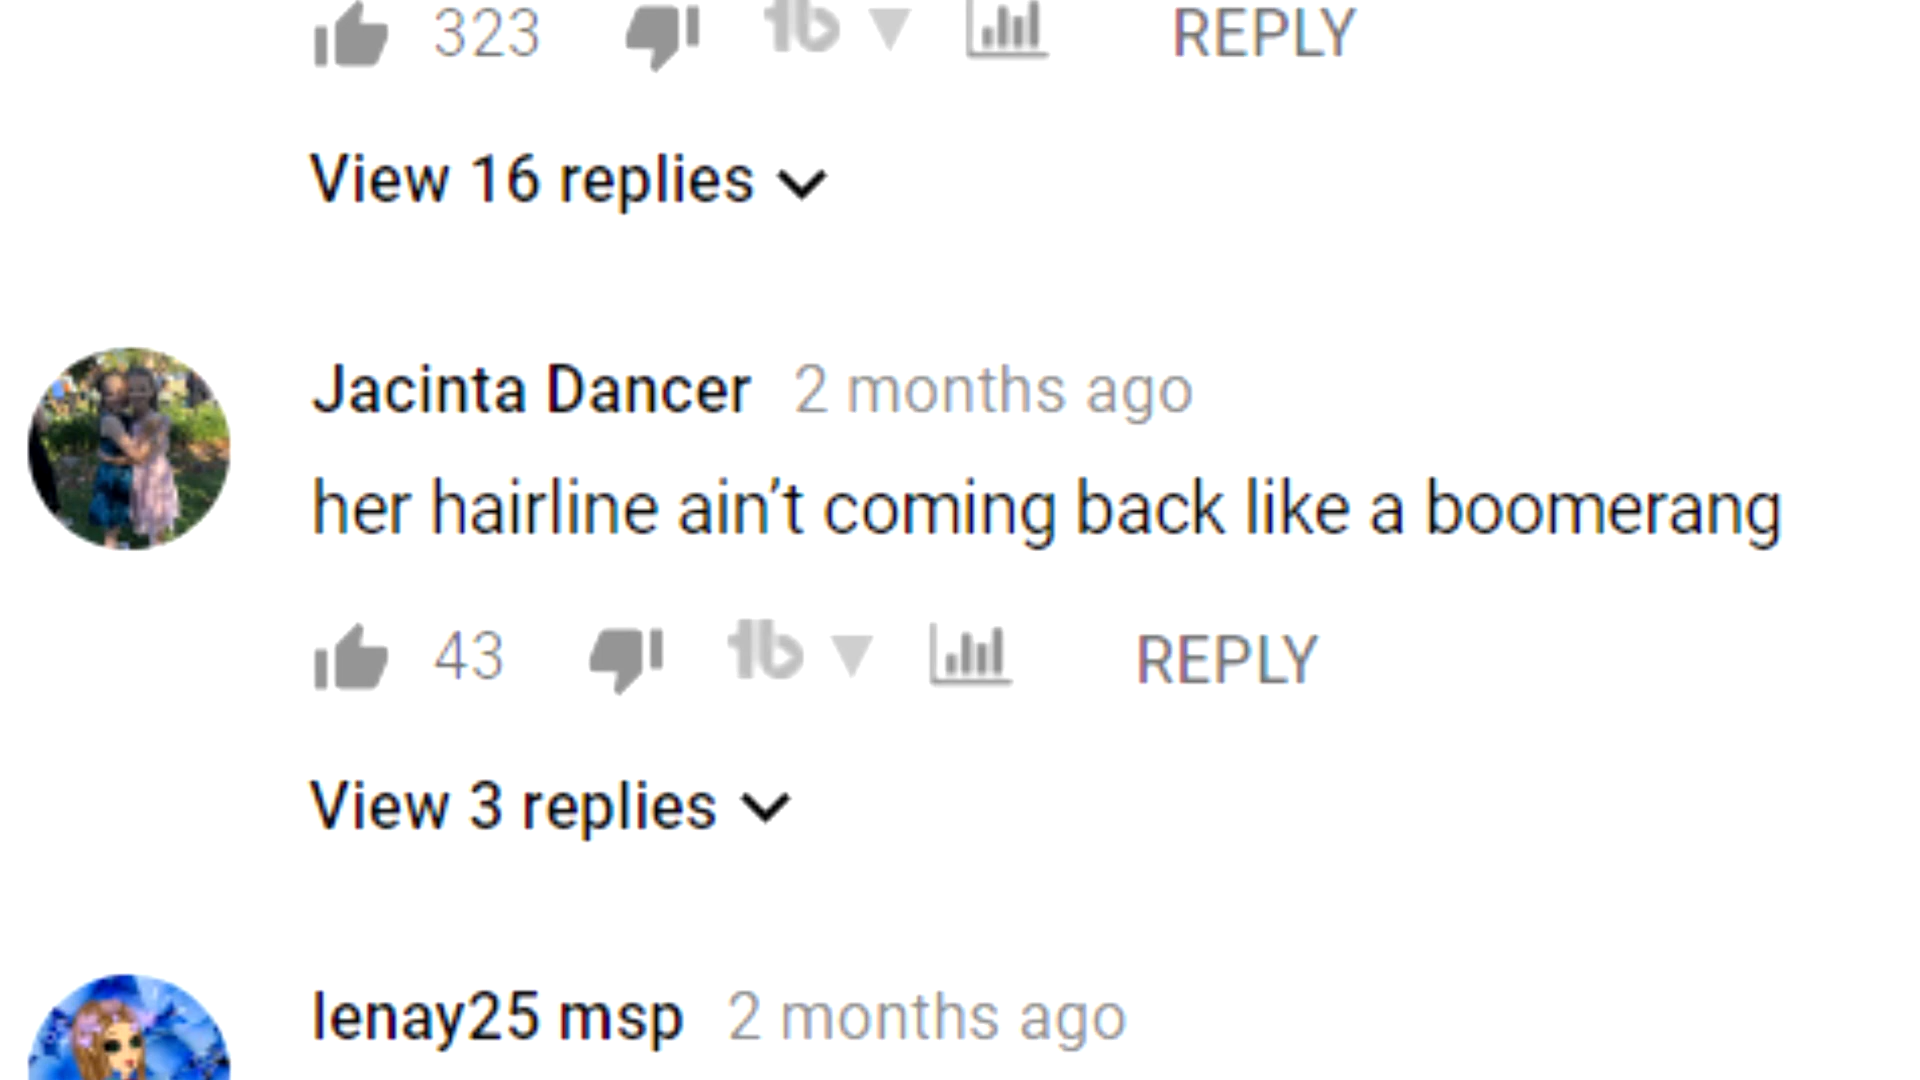 323 REPLY
View 16 replies
Jacinta Dancer 2 months ago
her hairline ain’t coming back like a boomerang
43 REPLY
View 3 replies
lenay25 msp 2 months ago